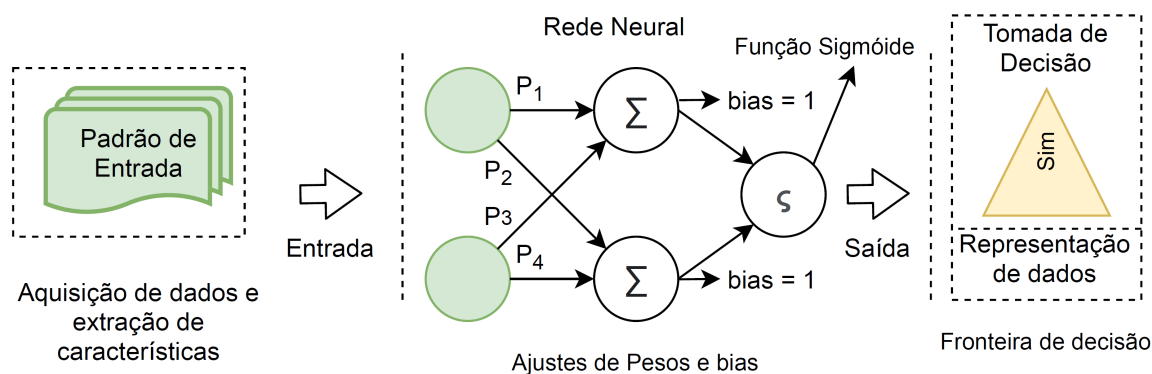 Padrão de
Entrada
Aquisição de dados e
extração de
características
Entrada
Rede Neural
P1
P2
P3
P4
Σ
Σ
bias = 1
bias = 1
ς
Função Sigmóide
Ajustes de Pesos e bias
Saída
Tomada de
Decisão
Sim
Representação
de dados
Fronteira de decisão